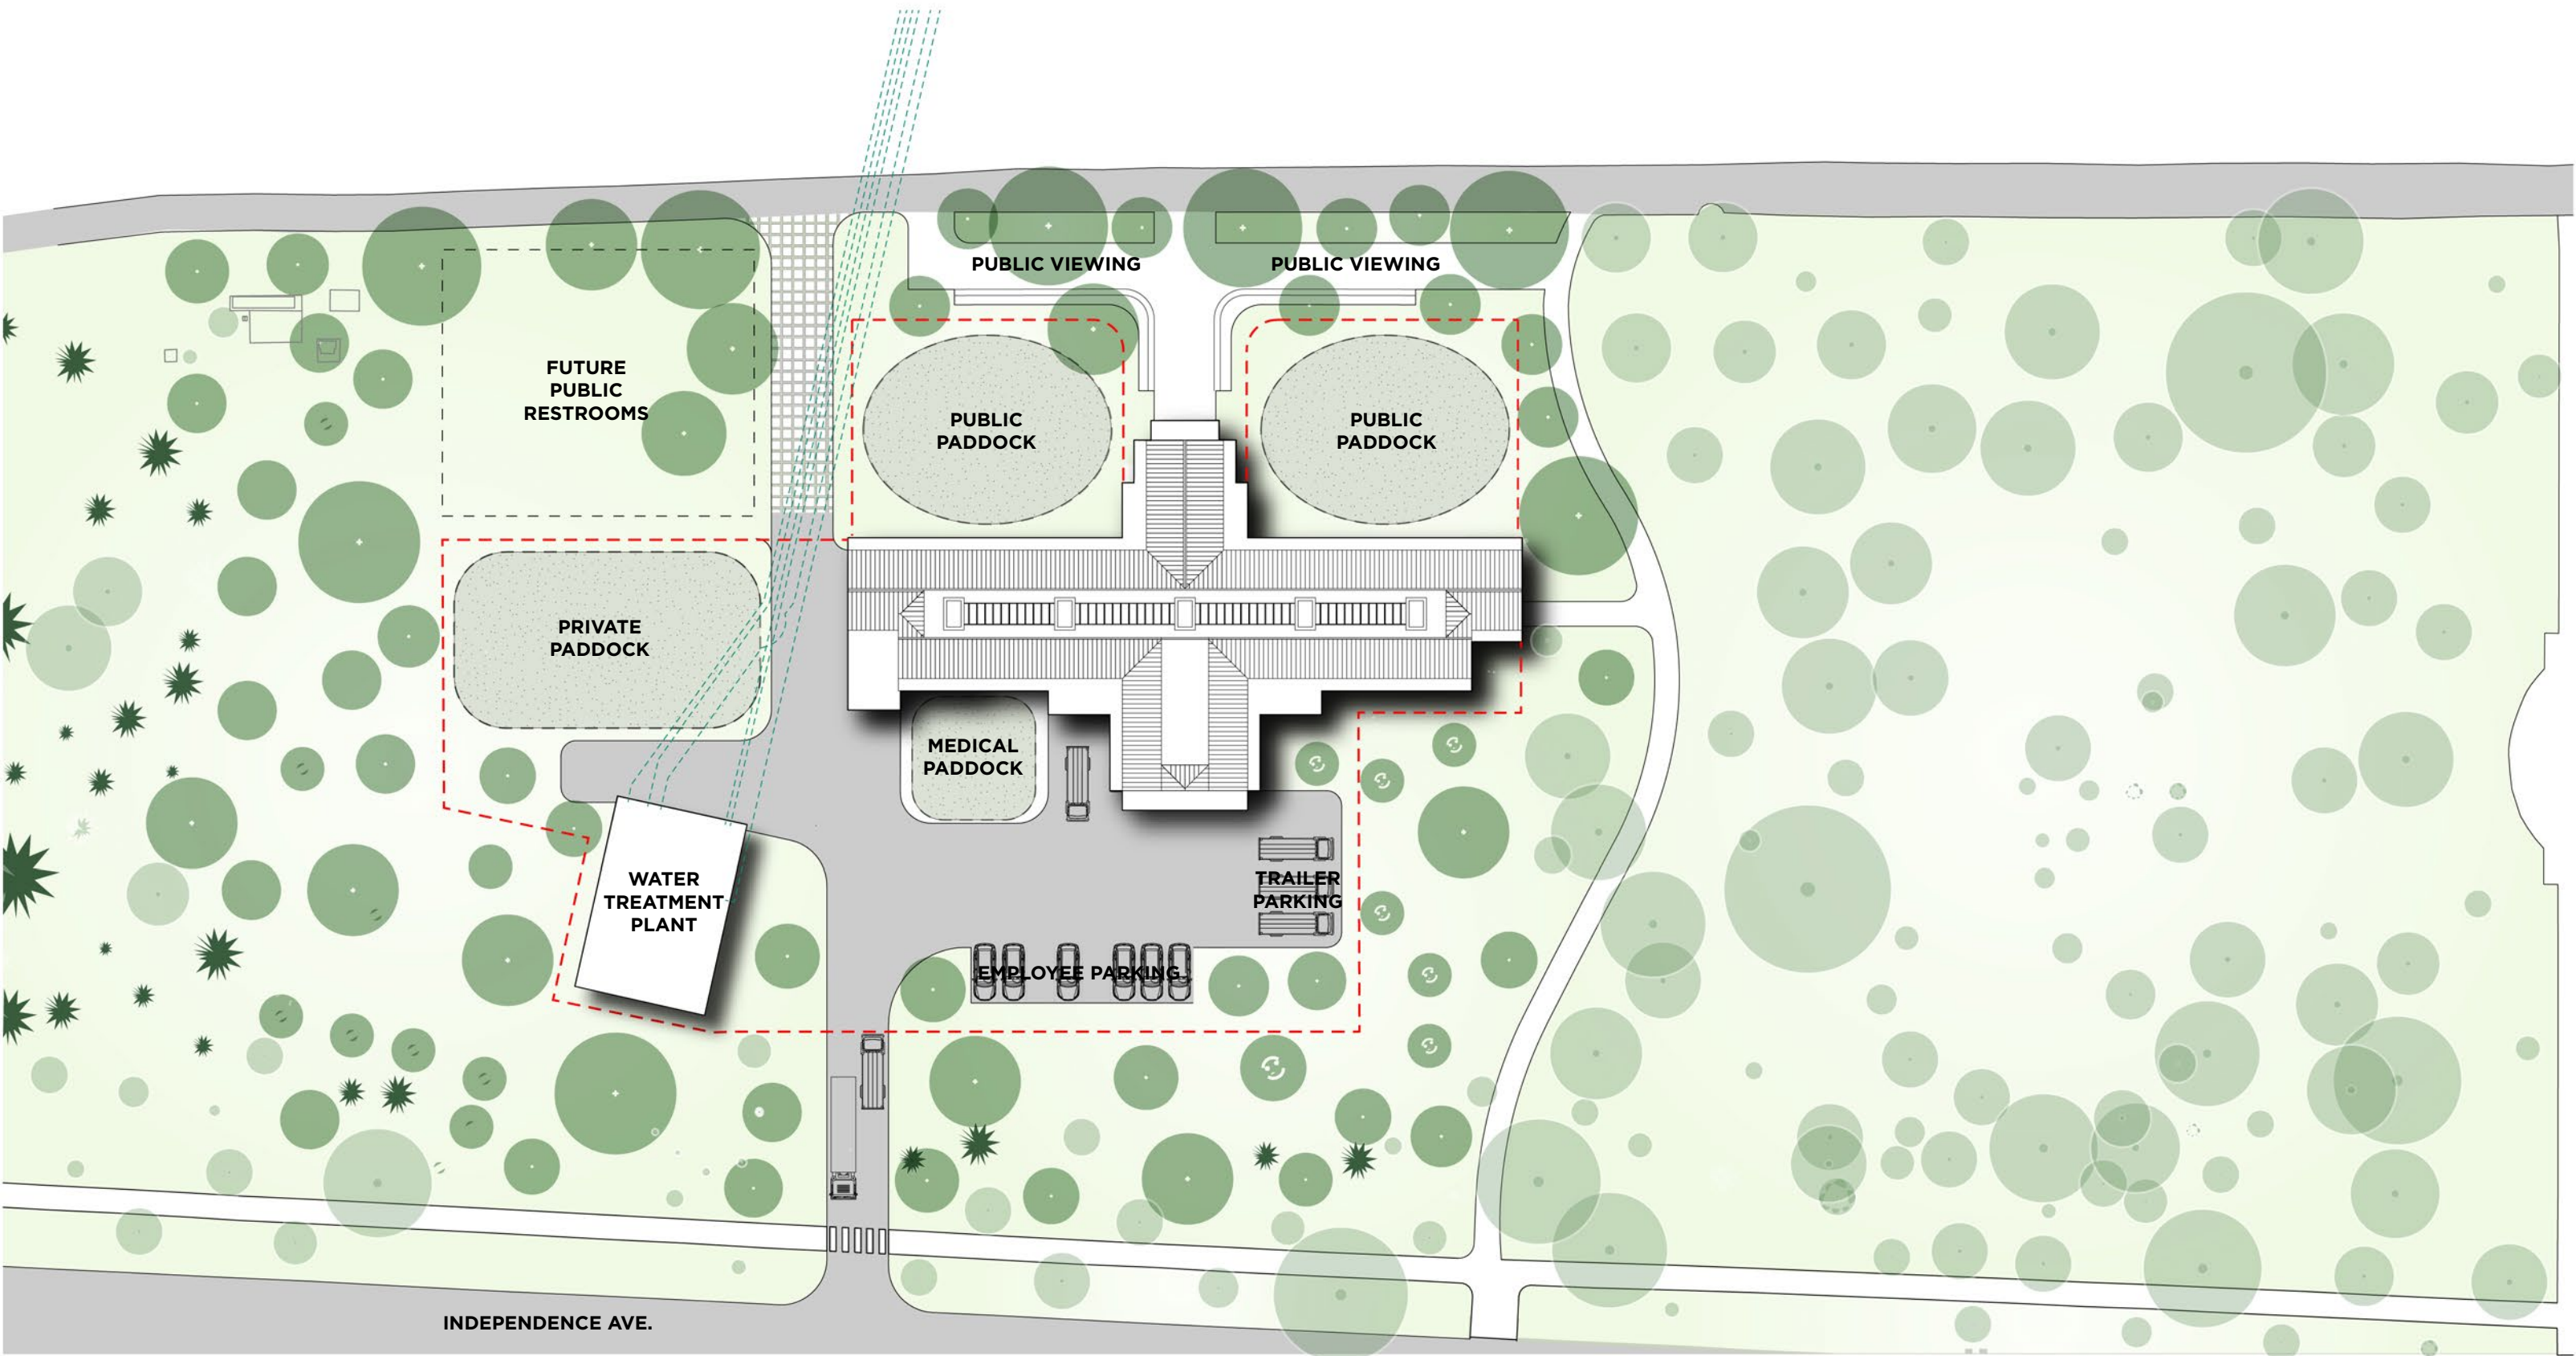 PUBLIC VIEWING
PUBLIC VIEWING
FUTURE
PUBLIC
RESTROOMS
PUBLIC
PADDOCK
PUBLIC
PADDOCK
PRIVATE
PADDOCK
MEDICAL
PADDOCK
WATER
TREATMENT
PLANT
TRAILER
PARKING
EMPLOYEE PARKING
INDEPENDENCE AVE.